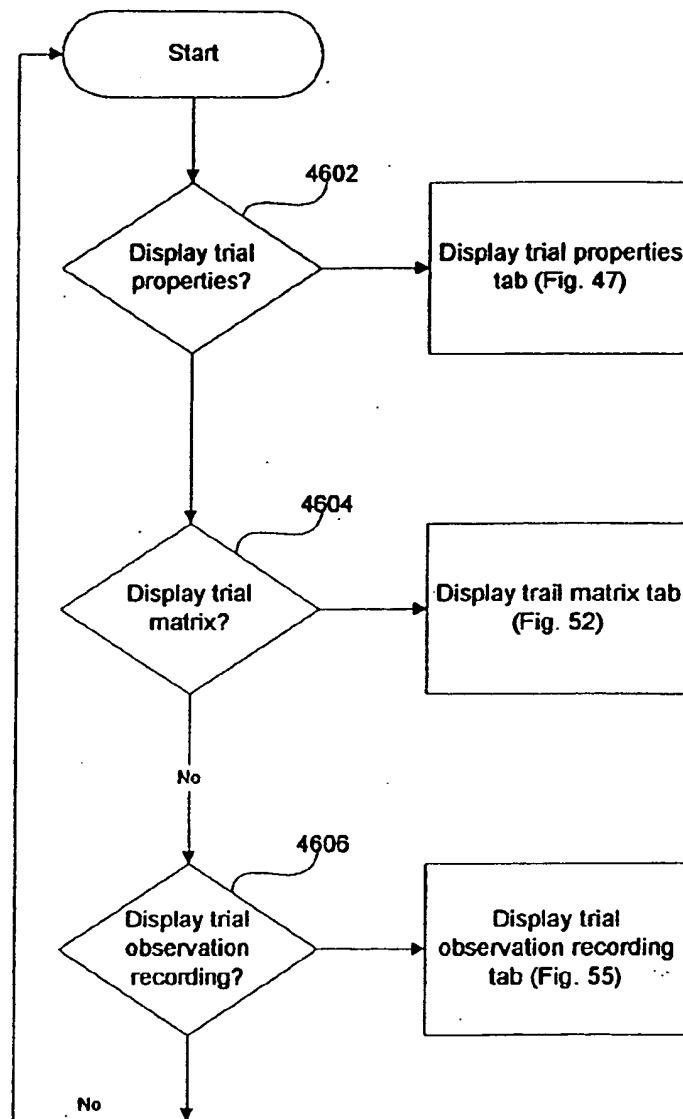 Start
4602
Display trial
properties?
Display trial properties
tab (Fig. 47)
4604
Display trial
matrix?
Display trail matrix tab
(Fig. 52)
No
4606
Display trial
observation
recording?
Display trial
observation recording
tab (Fig. 55)
No